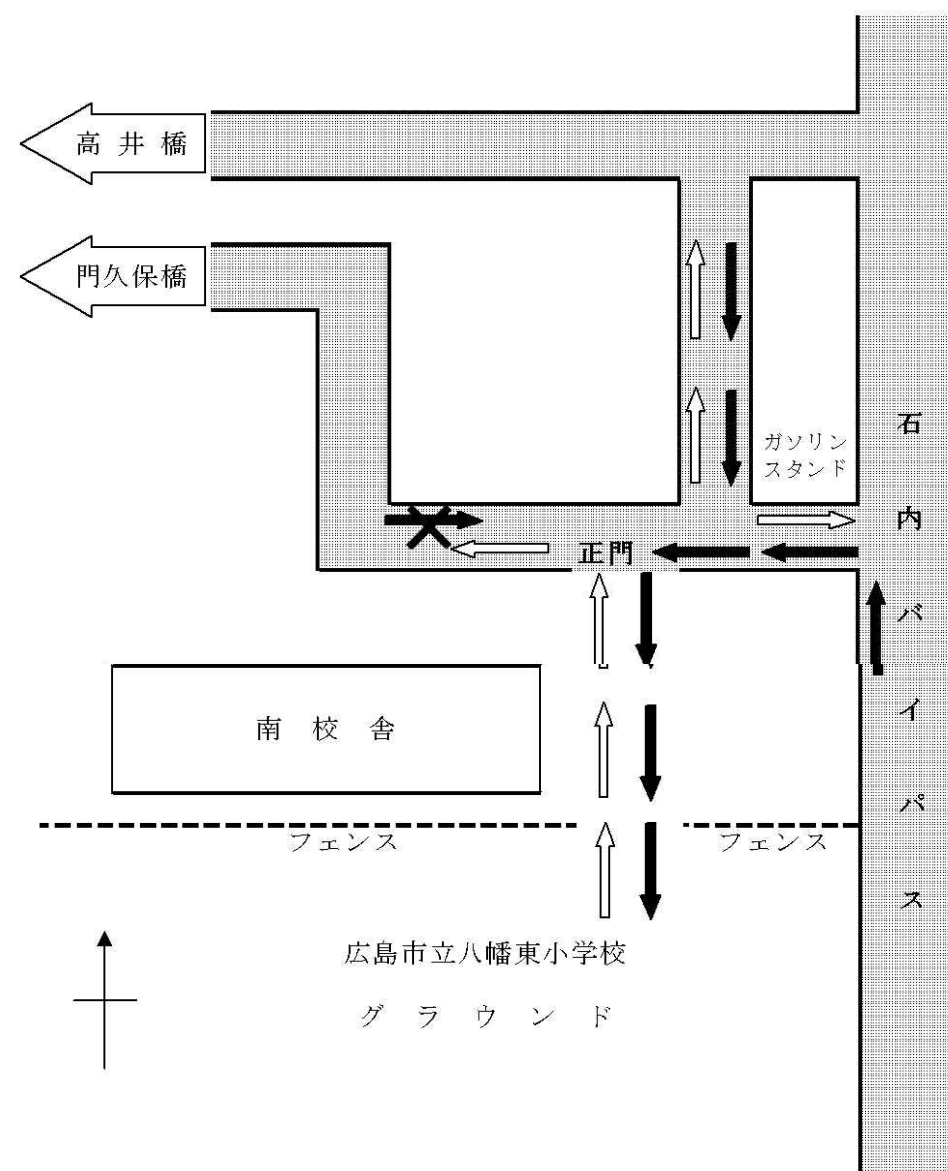 高井橋
門久保橋
ガソリン
スタンド
石内バイパス
正門
南校舎
フェンス
フェンス
広島市立八幡東小学校
グラウンド